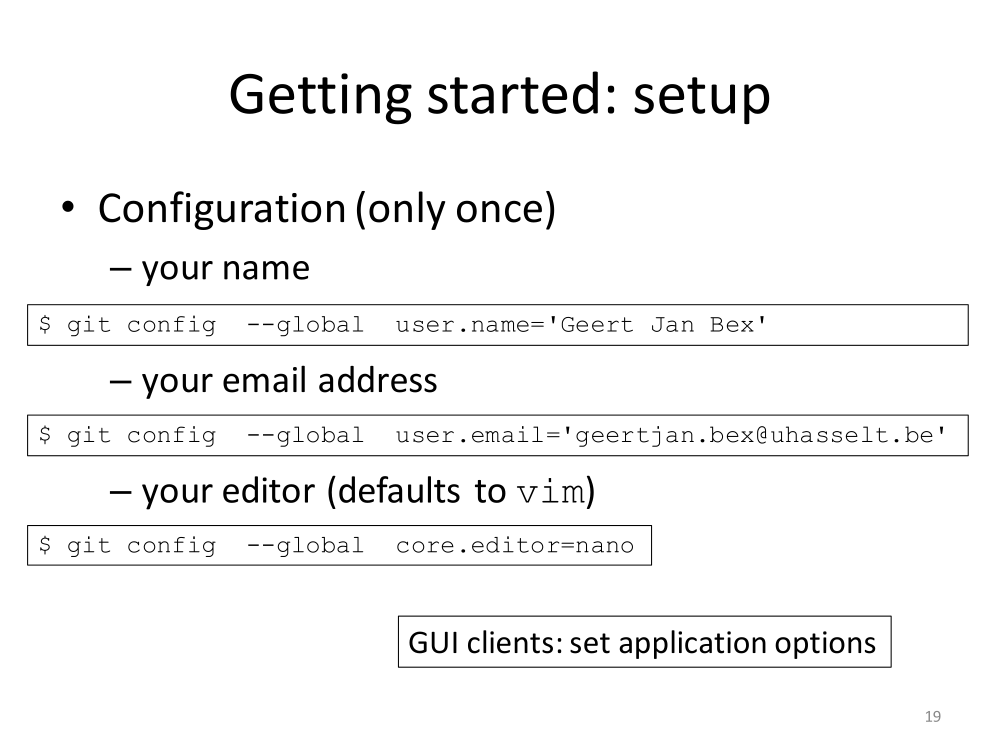 Getting started: setup
• Configuration (only once)
– your name
$ git config  --global  user.name='Geert Jan Bex'
– your email address
$ git config  --global  user.email='geertjan.bex@uhasselt.be'
– your editor (defaults to vim)
$ git config  --global  core.editor=nano
GUI clients: set application options
19